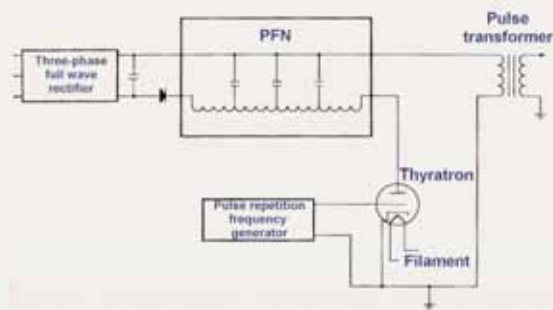 PFN
Pulse
transformer
Three-phase
full wave
rectifier
Thyratron
Pulse repetition
frequency
generator
Filament